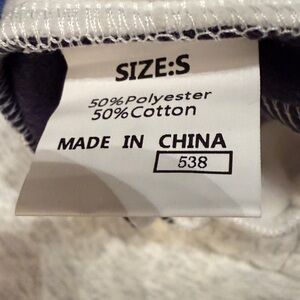 SIZE:S
50%Polyester
50%Cotton
MADE IN CHINA
538